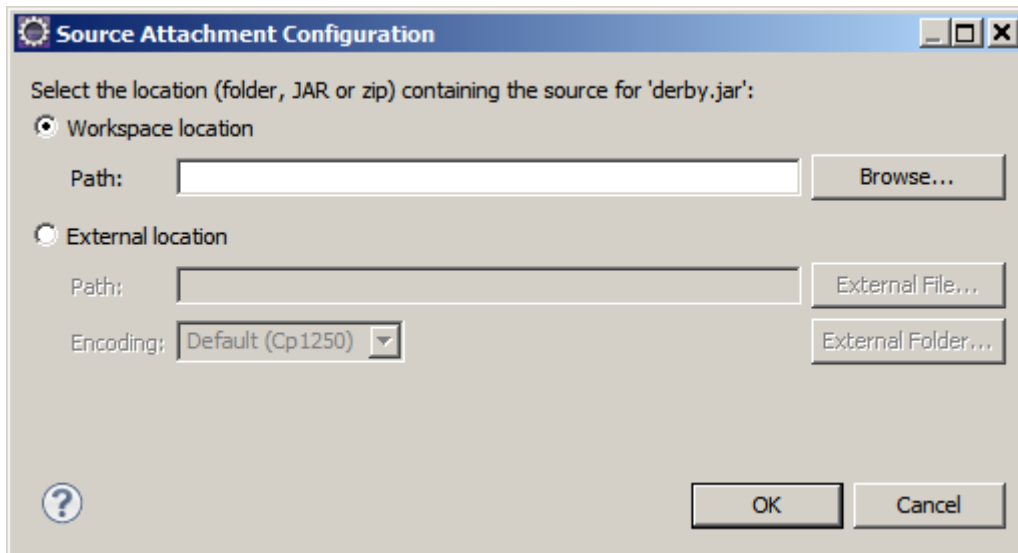 Source Attachment Configuration
Select the location (folder, JAR or zip) containing the source for 'derby.jar':
Workspace location
Path: Browse...
External location
Path: External File...
Encoding: Default (Cp1250) External Folder...
? OK Cancel